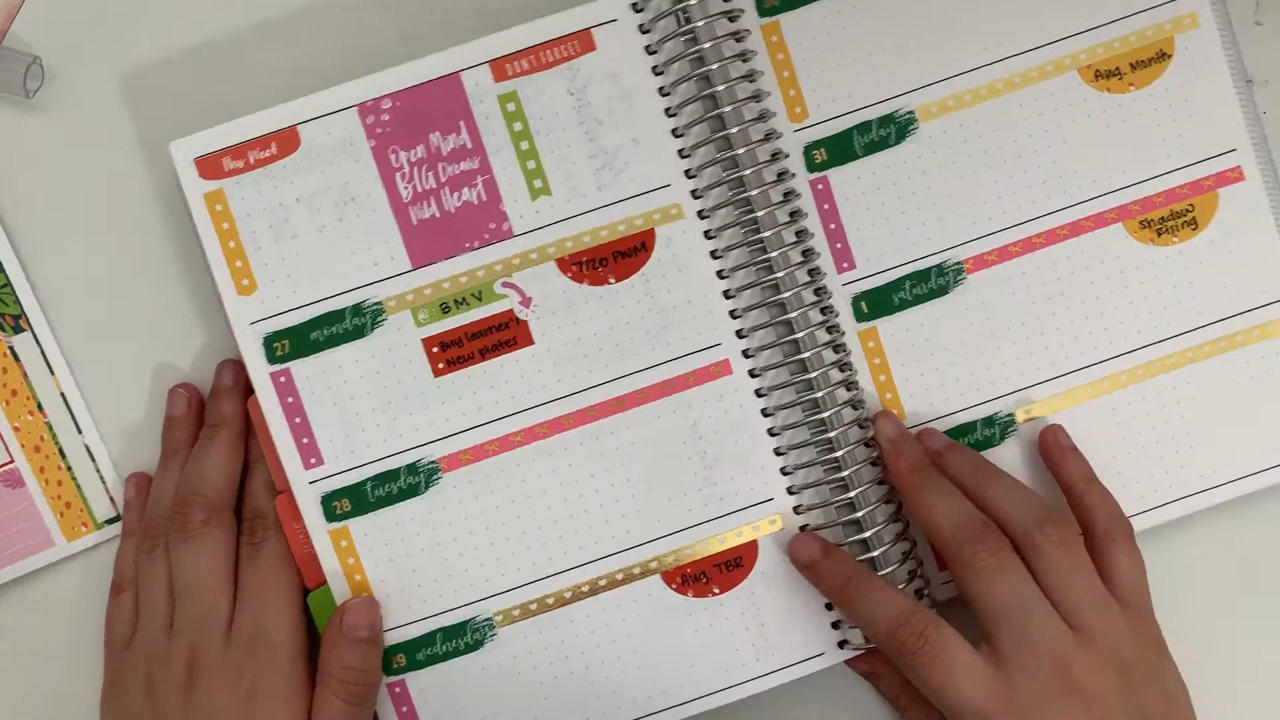 This Week
Open Mind
BIG Dreams
Wild Heart
DON'T FORGET
27 monday
@ BMV
• Buy learner's
• New plates
7/20 PWM
28 tuesday
29 wednesday
Aug. TBR
Aug. Month
31 friday
Shadow
Rising
1 saturday
JUNE